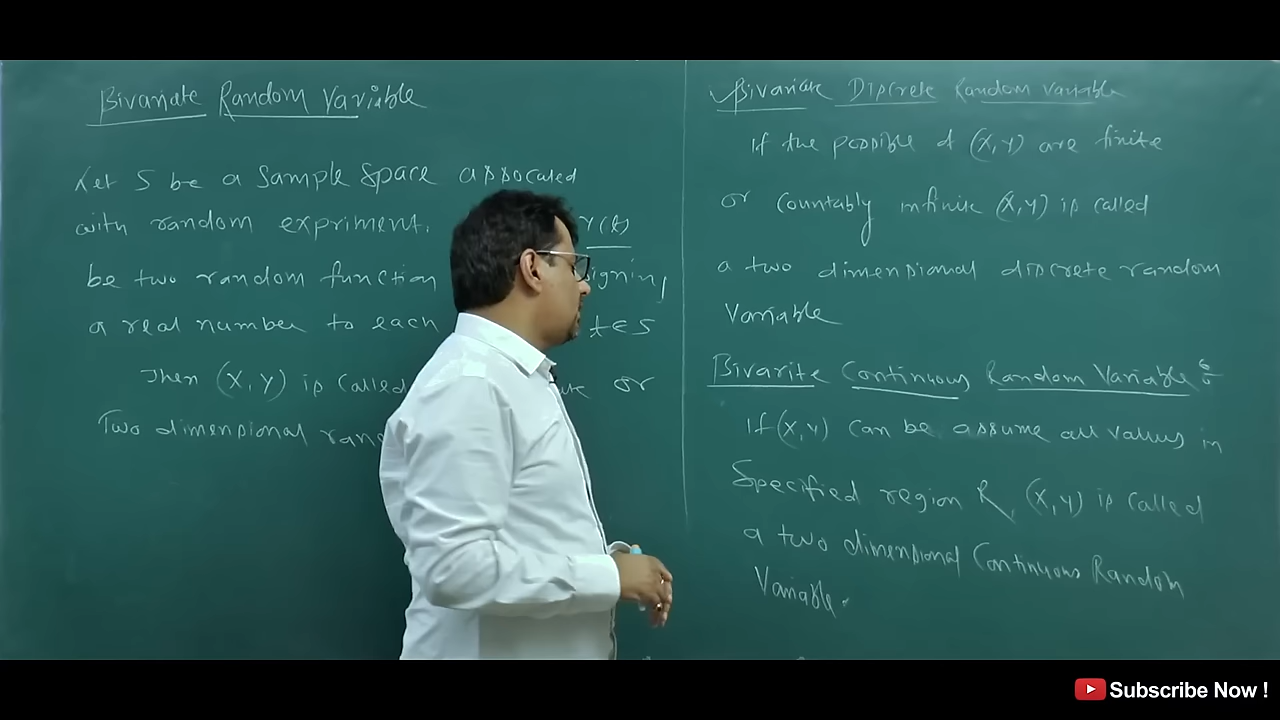 Bivariate Random Variable
Let S be a Sample Space associated
with random expriment. Y(t)
be two random function signing
a real number to each t∈S
Then (X, Y) is called or
Two dimensional
Bivariate Discrete Random Variable
If the possible of (X, Y) are finite
or countably infinite (X, Y) is called
a two dimensional discrete random
Variable
Bivarite Continuous Random Variable :-
If (X, Y) can be assume all values in
Specified region R, (X, Y) is called
a two dimensional Continuous Random
Variable.
Subscribe Now !